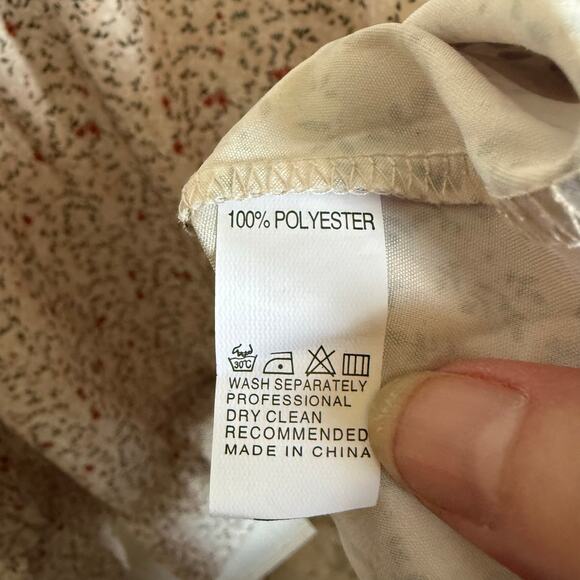 100% POLYESTER
30°C
WASH SEPARATELY
PROFESSIONAL
DRY CLEAN
RECOMMENDED
MADE IN CHINA